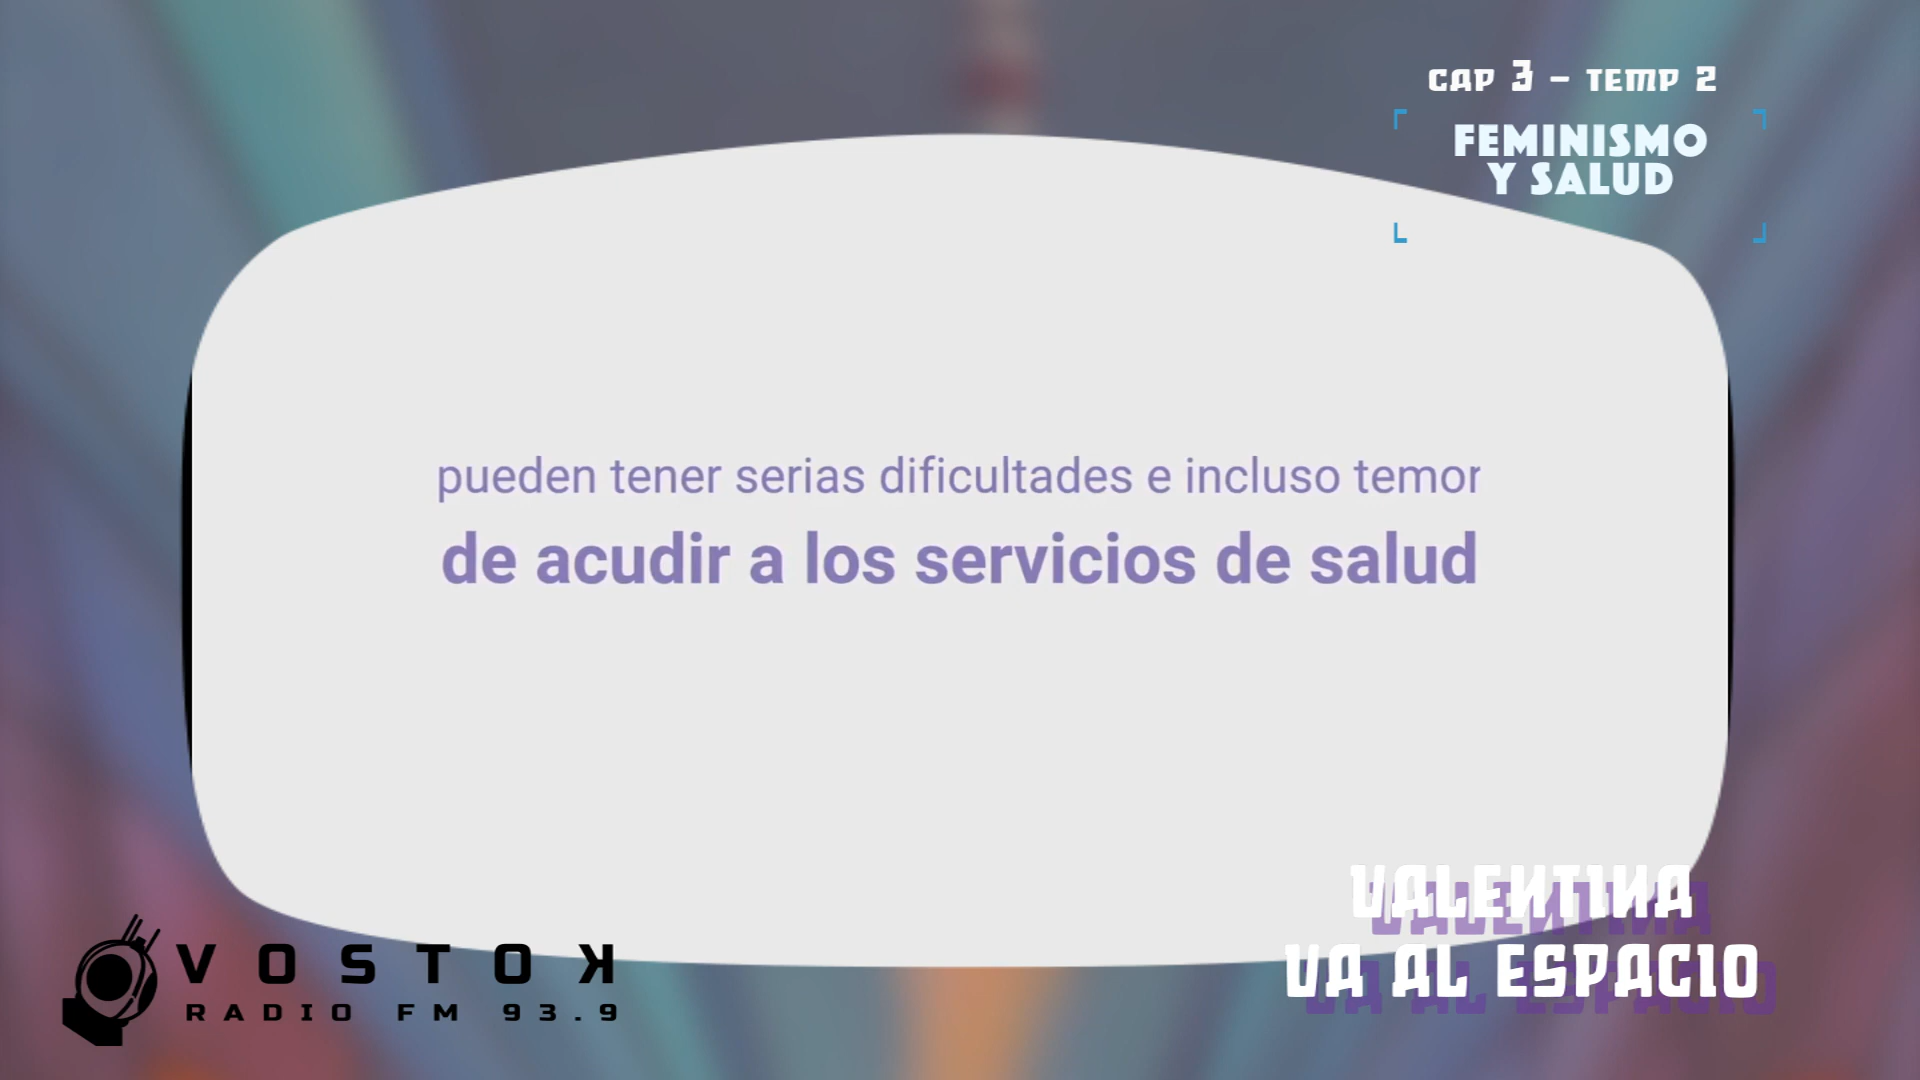 CAP 3 - TEMP 2
FEMINISMO
Y SALUD
pueden tener serias dificultades e incluso temor
de acudir a los servicios de salud
VALENTINA
VA AL ESPACIO
VOSTOK
RADIO FM 93.9